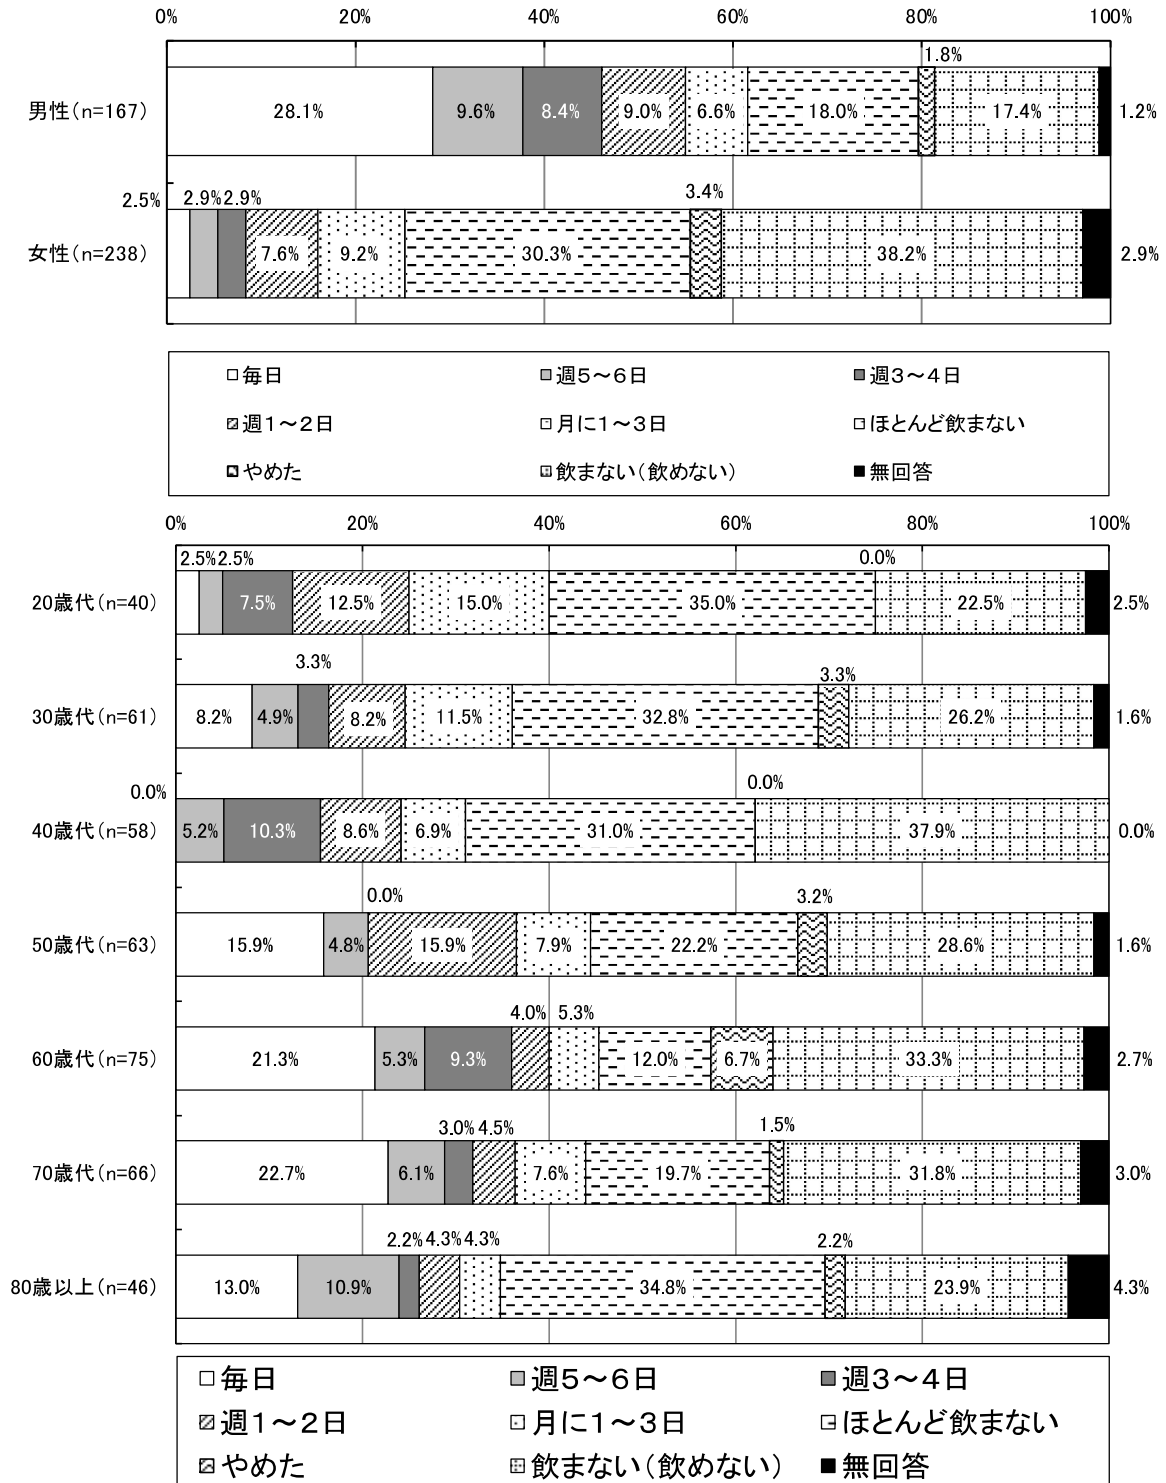 0% 20% 40% 60% 80% 100%
1.8%
男性(n=167) 28.1% 9.6% 8.4% 9.0% 6.6% 18.0% 17.4% 1.2%
2.5% 2.9% 2.9% 3.4%
女性(n=238) 7.6% 9.2% 30.3% 38.2% 2.9%
毎日 週5～6日 週3～4日
週1～2日 月に1～3日 ほとんど飲まない
やめた 飲まない(飲めない) 無回答
0% 20% 40% 60% 80% 100%
2.5% 2.5% 0.0%
20歳代(n=40) 7.5% 12.5% 15.0% 35.0% 22.5% 2.5%
3.3% 3.3%
30歳代(n=61) 8.2% 4.9% 8.2% 11.5% 32.8% 26.2% 1.6%
0.0% 0.0%
40歳代(n=58) 5.2% 10.3% 8.6% 6.9% 31.0% 37.9% 0.0%
0.0% 3.2%
50歳代(n=63) 15.9% 4.8% 15.9% 7.9% 22.2% 28.6% 1.6%
4.0% 5.3%
60歳代(n=75) 21.3% 5.3% 9.3% 12.0% 6.7% 33.3% 2.7%
3.0% 4.5% 1.5%
70歳代(n=66) 22.7% 6.1% 7.6% 19.7% 31.8% 3.0%
2.2% 4.3% 4.3% 2.2%
80歳以上(n=46) 13.0% 10.9% 34.8% 23.9% 4.3%
毎日 週5～6日 週3～4日
週1～2日 月に1～3日 ほとんど飲まない
やめた 飲まない(飲めない) 無回答